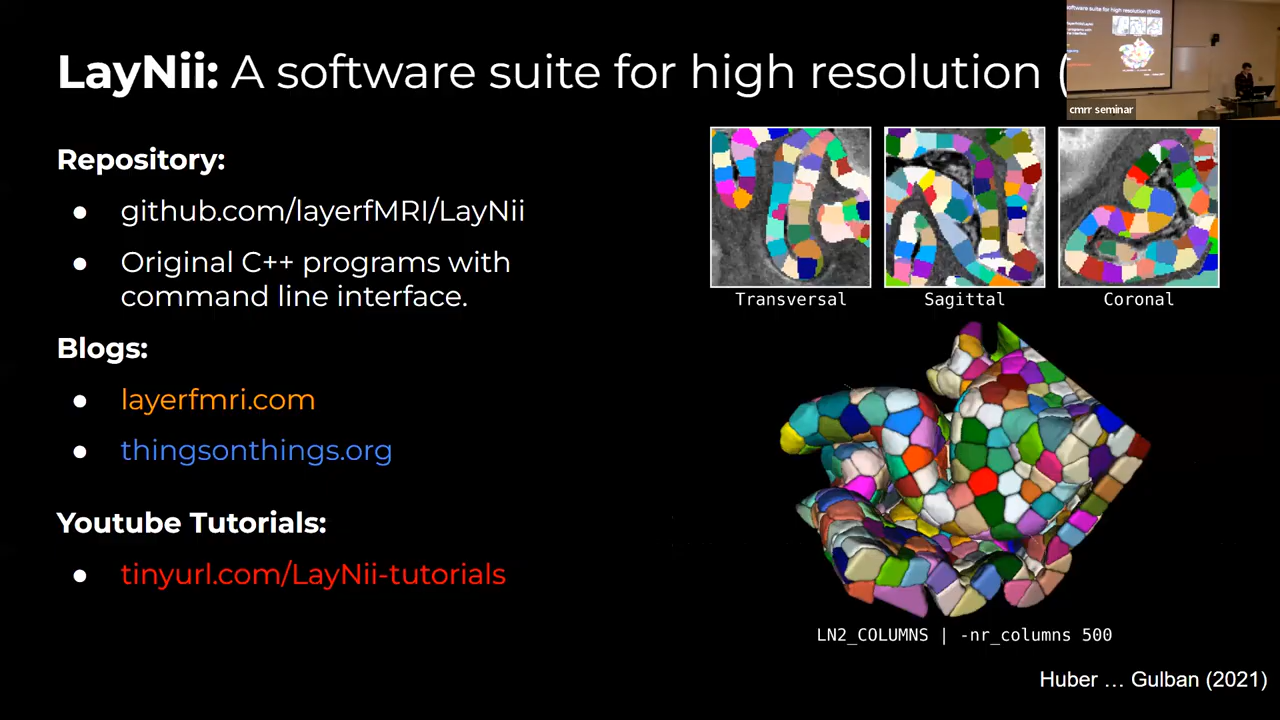 LayNii: A software suite for high resolution (
cmrr seminar
Repository:
● github.com/layerfMRI/LayNii
● Original C++ programs with
command line interface.
Blogs:
● layerfmri.com
● thingsonthings.org
Youtube Tutorials:
● tinyurl.com/LayNii-tutorials
Transversal
Sagittal
Coronal
LN2_COLUMNS | -nr_columns 500
Huber … Gulban (2021)